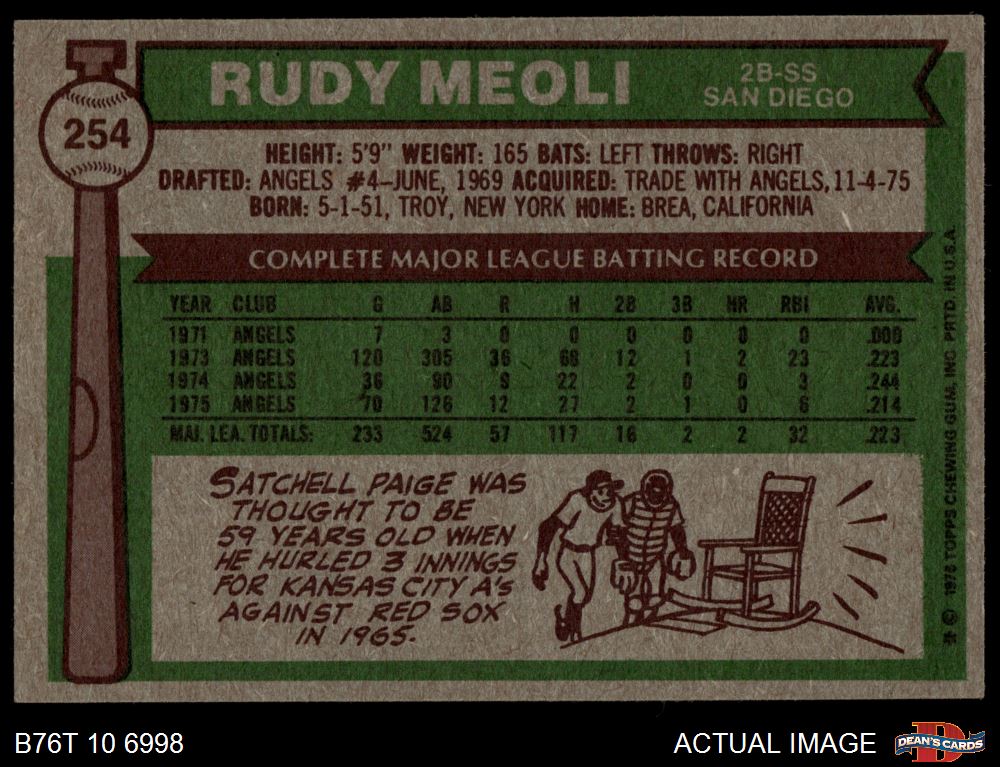 254
RUDY MEOLI
2B-SS
SAN DIEGO
HEIGHT: 5'9" WEIGHT: 165 BATS: LEFT THROWS: RIGHT
DRAFTED: ANGELS #4-JUNE, 1969 ACQUIRED: TRADE WITH ANGELS, 11-4-75
BORN: 5-1-51, TROY, NEW YORK HOME: BREA, CALIFORNIA
COMPLETE MAJOR LEAGUE BATTING RECORD
YEAR CLUB G AB R H 2B 3B HR RBI AVG.
1971 ANGELS 7 3 0 0 0 0 0 0 .000
1973 ANGELS 120 305 36 68 12 1 2 23 .223
1974 ANGELS 36 90 9 22 2 0 0 3 .244
1975 ANGELS 70 126 12 27 2 1 0 6 .214
MAJ. LEA. TOTALS: 233 524 57 117 16 2 2 32 .223
SATCHELL PAIGE WAS
THOUGHT TO BE
59 YEARS OLD WHEN
HE HURLED 3 INNINGS
FOR KANSAS CITY A's
AGAINST RED SOX
IN 1965.
© 1976 TOPPS CHEWING GUM, INC. PRTD. IN U.S.A.
B76T 10 6998
ACTUAL IMAGE
DEAN'S CARDS